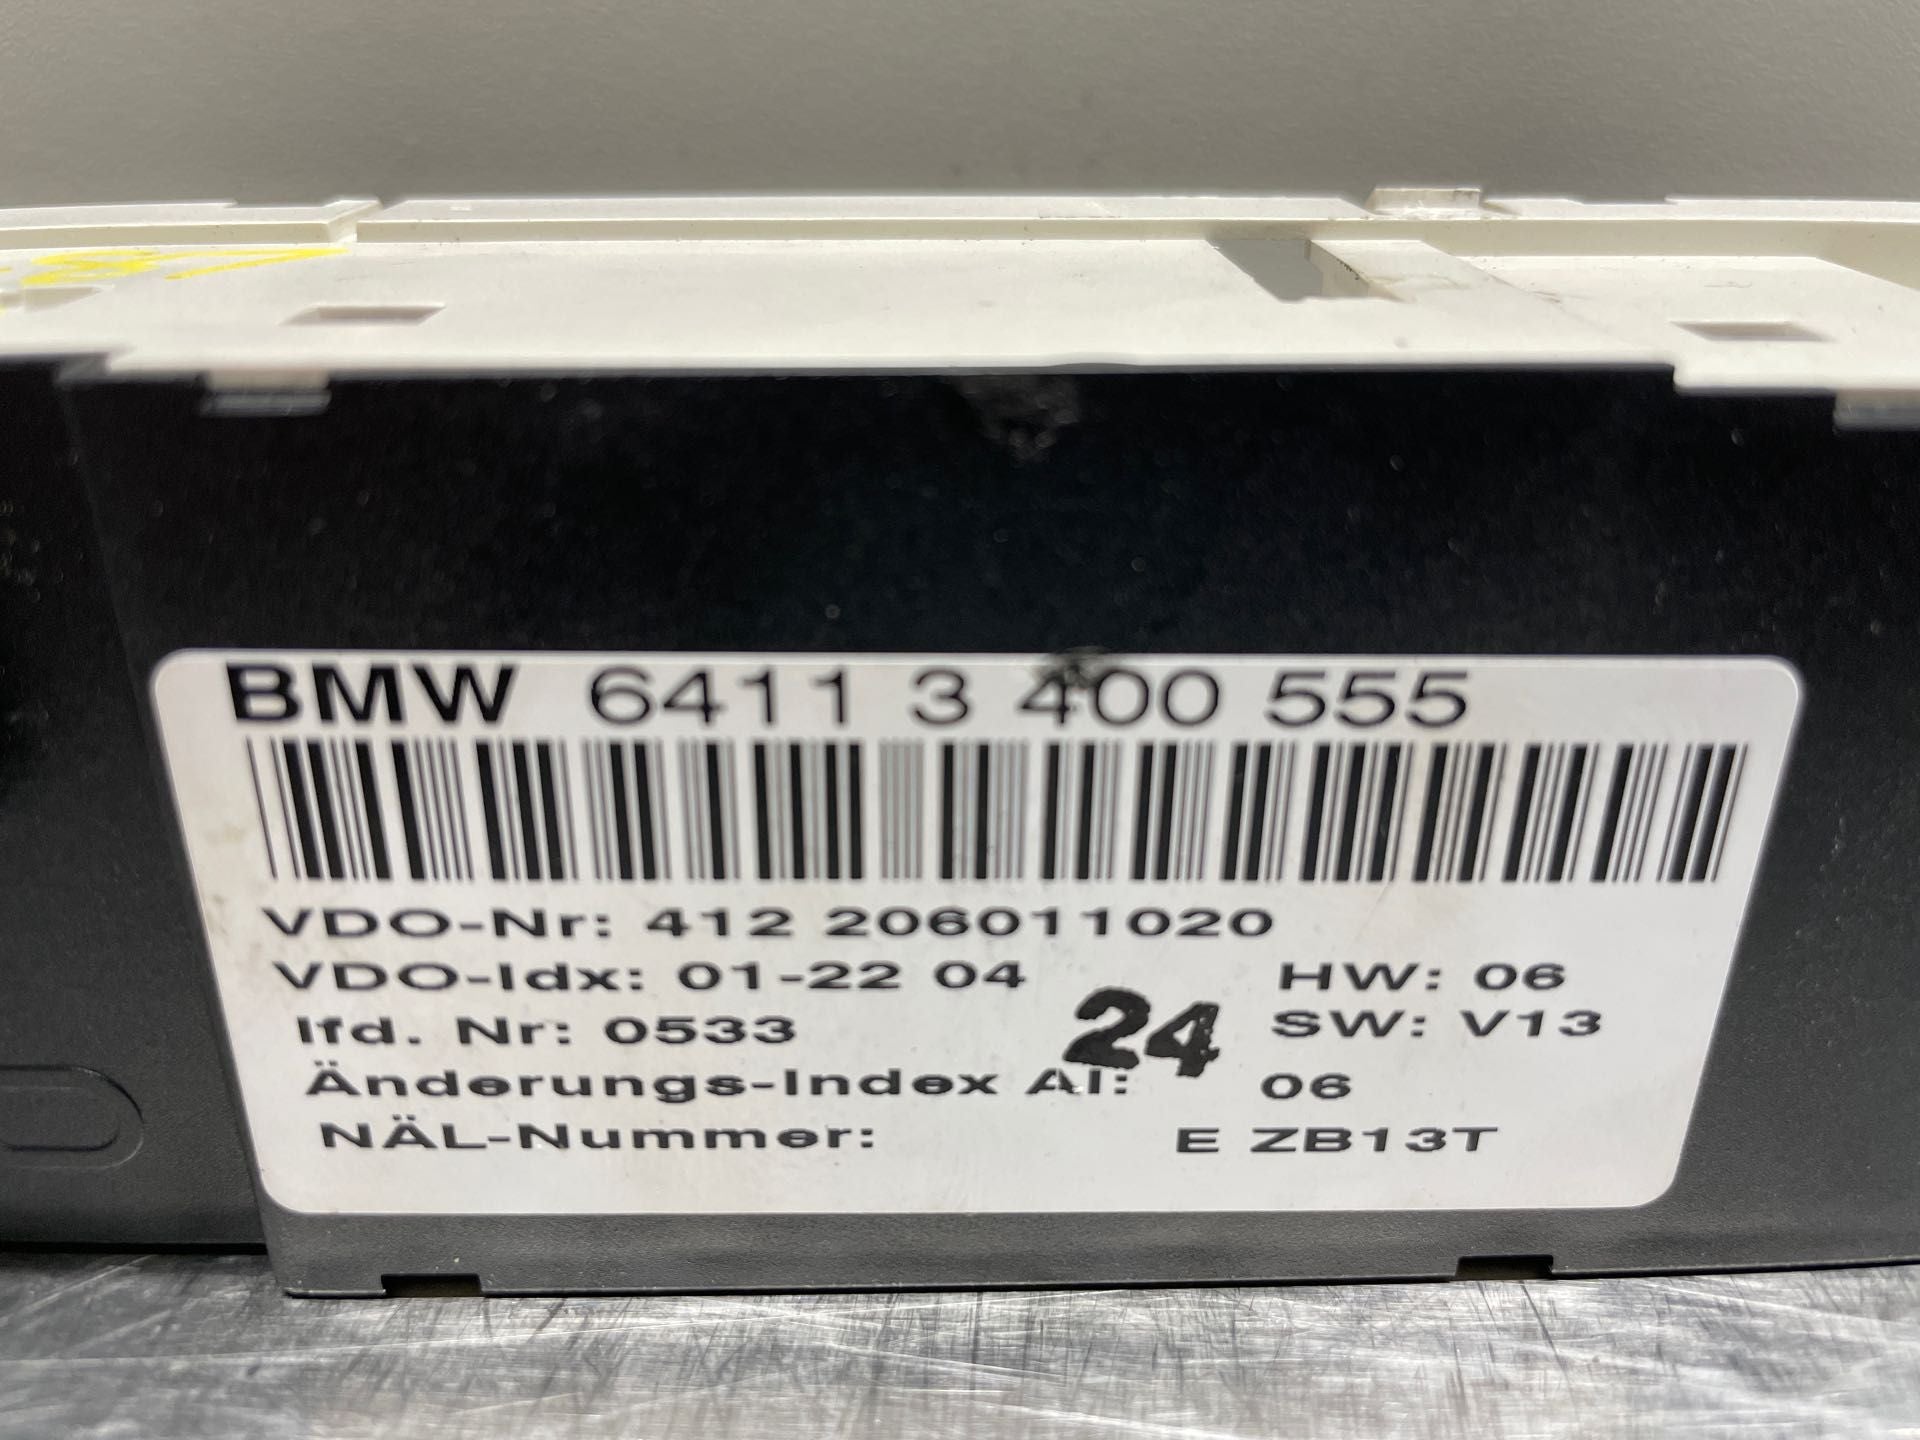 BMW 6411 3 400 555
VDO-Nr: 412 206011020
VDO-Idx: 01-22 04
HW: 06
lfd. Nr: 0533
24
SW: V13
Änderungs-Index AI: 06
NÄL-Nummer: E ZB13T